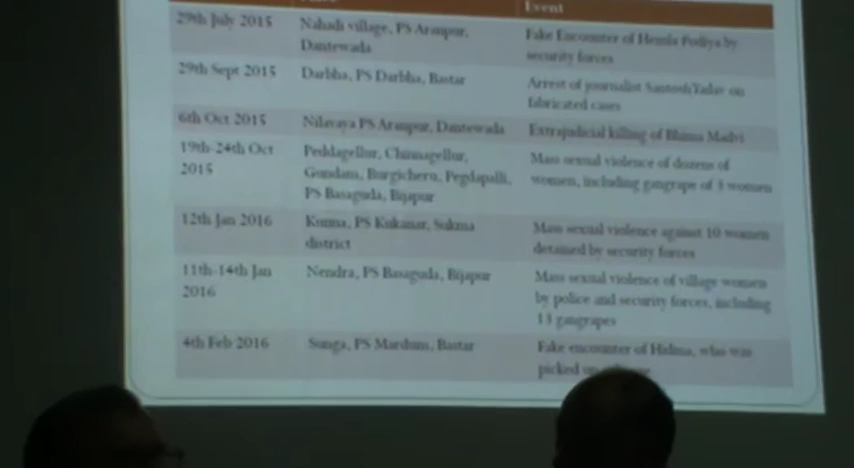 Event
29th July 2015
Nahadi village, PS Aranpur,
Dantewada
Fake Encounter of Hemla Podiya by
security forces
29th Sept 2015
Darbha, PS Darbha, Bastar
Arrest of journalist Santosh Yadav on
fabricated cases
6th Oct 2015
Nilavaya PS Aranpur, Dantewada
Extrajudicial killing of Bhima Madvi
19th-24th Oct
2015
Peddagellur, Chinnagellur,
Gundam, Burgicheru, Pegdapalli,
PS Basaguda, Bijapur
Mass sexual violence of dozens of
women, including gangrape of 3 women
12th Jan 2016
Kunna, PS Kukanar, Sukma
district
Mass sexual violence against 10 women
detained by security forces
11th-14th Jan
2016
Nendra, PS Basaguda, Bijapur
Mass sexual violence of village women
by police and security forces, including
13 gangrapes
4th Feb 2016
Sunga, PS Mardum, Bastar
Fake encounter of Hidma, who was
picked